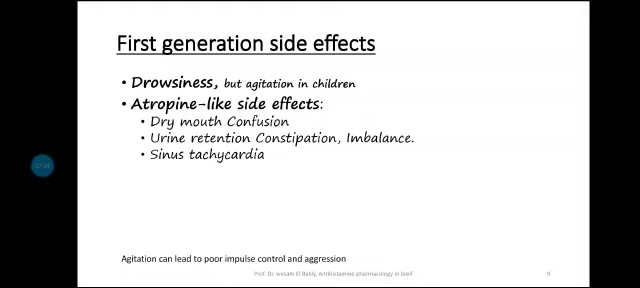 First generation side effects
• Drowsiness, but agitation in children
• Atropine-like side effects:
• Dry mouth Confusion
• Urine retention Constipation, Imbalance.
• Sinus tachycardia
Agitation can lead to poor impulse control and aggression
Prof. Dr. wesam El Bakly, Antihistamine pharmacology in breif
9